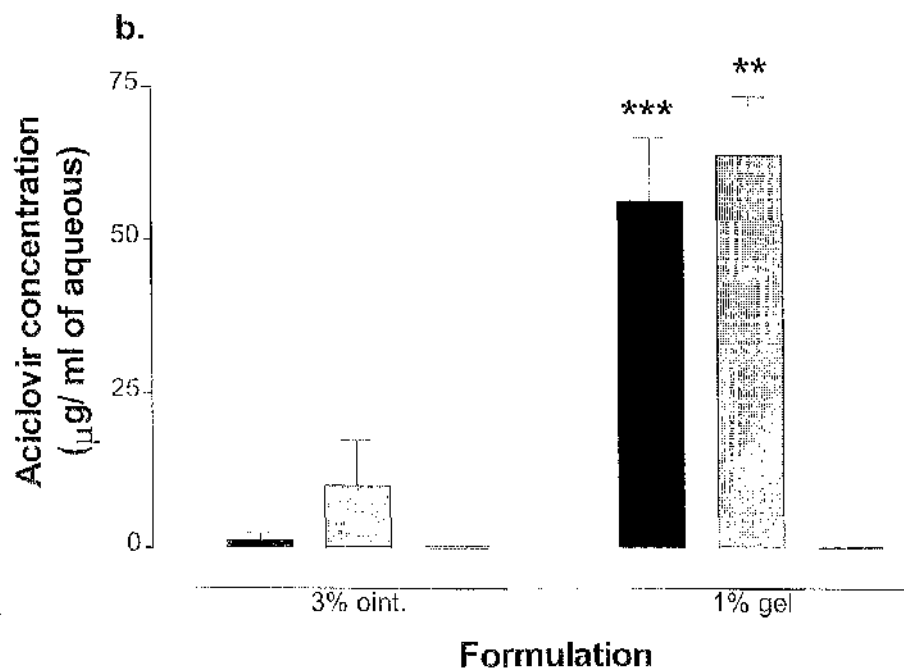 b.
Aciclovir concentration
(μg/ ml of aqueous)
75
50
25
0
***
**
3% oint.
1% gel
Formulation